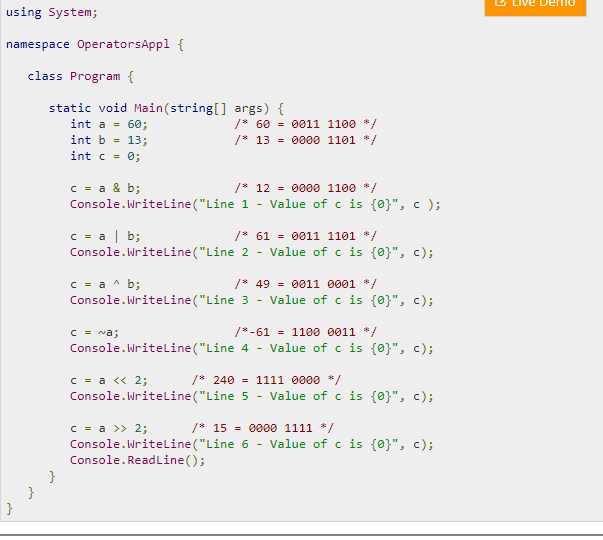 Live Demo
using System;
namespace OperatorsAppl {
class Program {
static void Main(string[] args) {
int a = 60; /* 60 = 0011 1100 */
int b = 13; /* 13 = 0000 1101 */
int c = 0;
c = a & b; /* 12 = 0000 1100 */
Console.WriteLine("Line 1 - Value of c is {0}", c );
c = a | b; /* 61 = 0011 1101 */
Console.WriteLine("Line 2 - Value of c is {0}", c);
c = a ^ b; /* 49 = 0011 0001 */
Console.WriteLine("Line 3 - Value of c is {0}", c);
c = ~a; /*-61 = 1100 0011 */
Console.WriteLine("Line 4 - Value of c is {0}", c);
c = a << 2; /* 240 = 1111 0000 */
Console.WriteLine("Line 5 - Value of c is {0}", c);
c = a >> 2; /* 15 = 0000 1111 */
Console.WriteLine("Line 6 - Value of c is {0}", c);
Console.ReadLine();
}
}
}